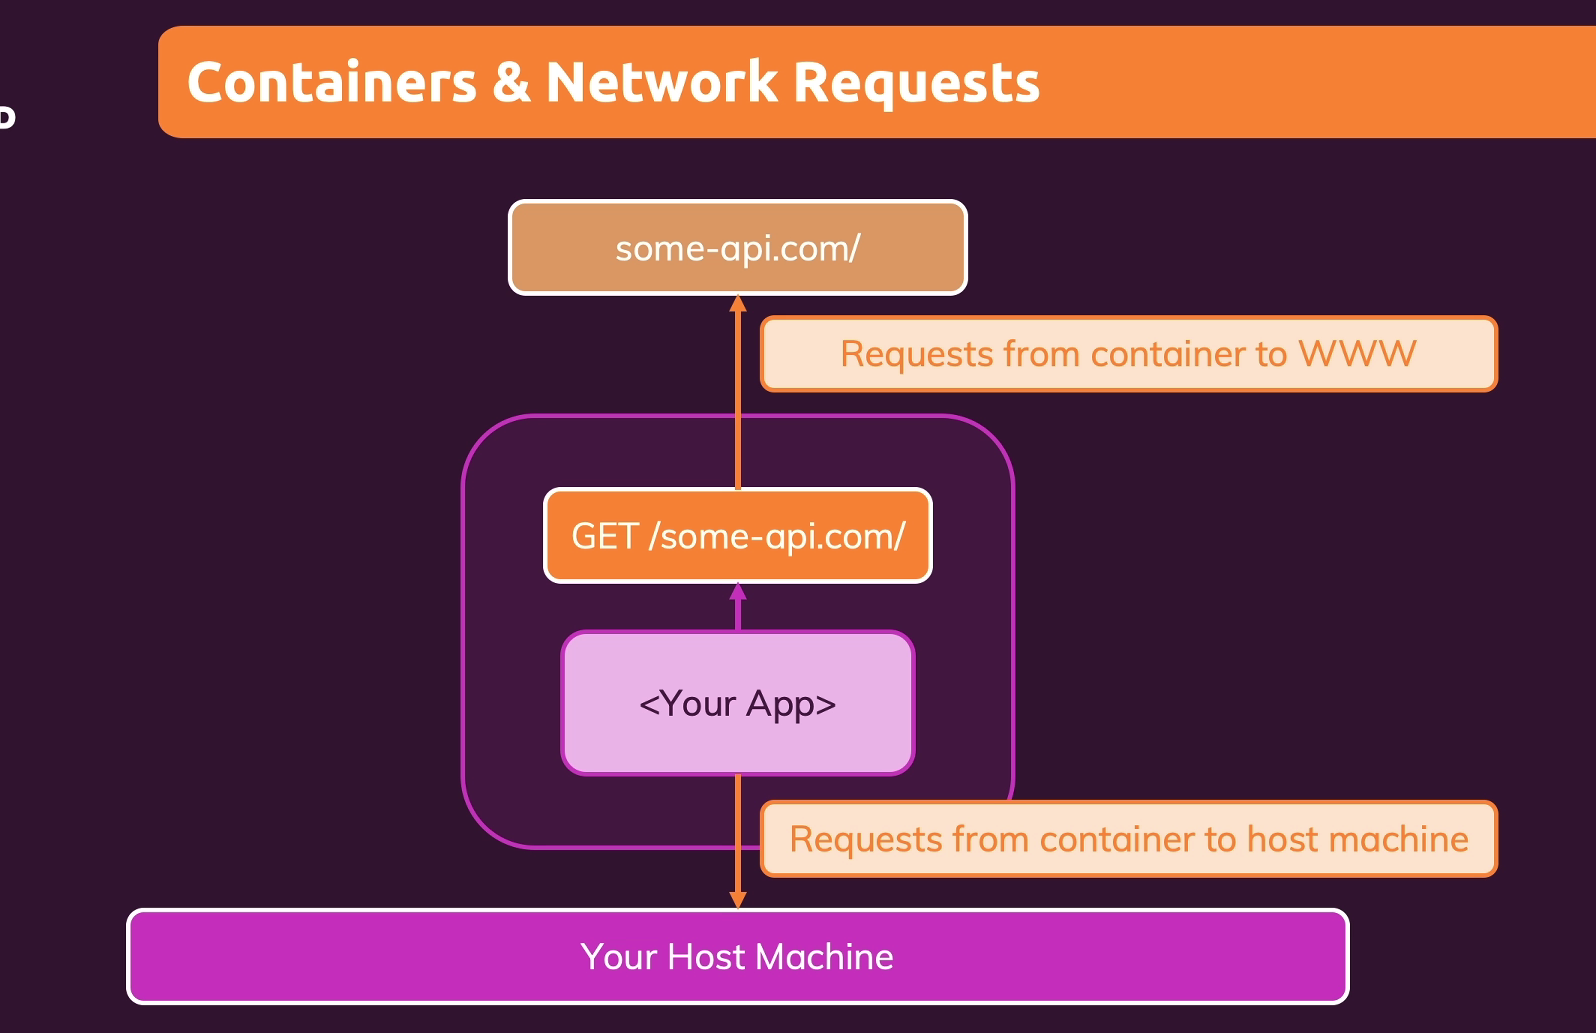 Containers & Network Requests
some-api.com/
Requests from container to WWW
GET /some-api.com/
<Your App>
Requests from container to host machine
Your Host Machine